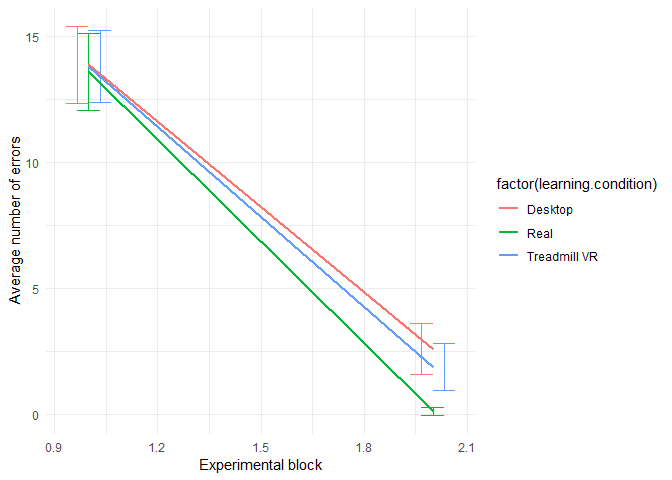 15
10
5
0
Average number of errors
0.9 1.2 1.5 1.8 2.1
Experimental block
factor(learning.condition)
Desktop
Real
Treadmill VR